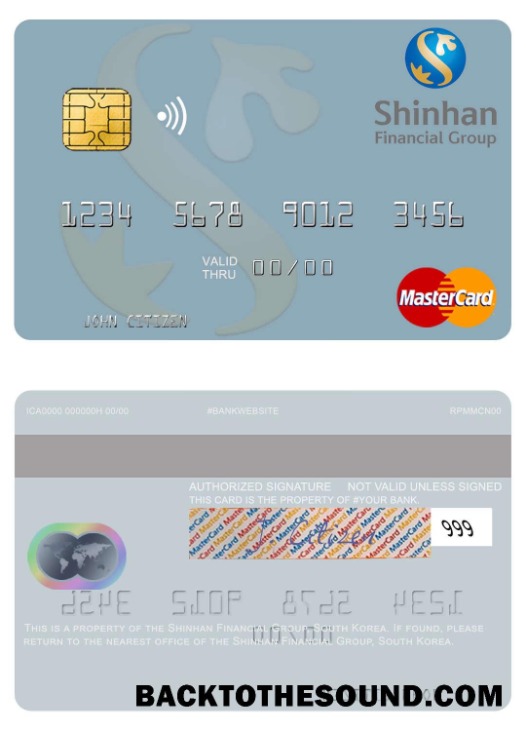 Shinhan
Financial Group
1234 5678 9012 3456
VALID
THRU 00/00
MasterCard
JOHN CITIZEN
ICA0000 000000H 00/00 #BANKWEBSITE RPMMCN00
AUTHORIZED SIGNATURE NOT VALID UNLESS SIGNED
THIS CARD IS THE PROPERTY OF #YOUR BANK.
J. Citizen
999
THIS IS A PROPERTY OF THE SHINHAN FINANCIAL GROUP, SOUTH KOREA. IF FOUND, PLEASE
RETURN TO THE NEAREST OFFICE OF THE SHINHAN FINANCIAL GROUP, SOUTH KOREA.
BACKTOTHESOUND.COM